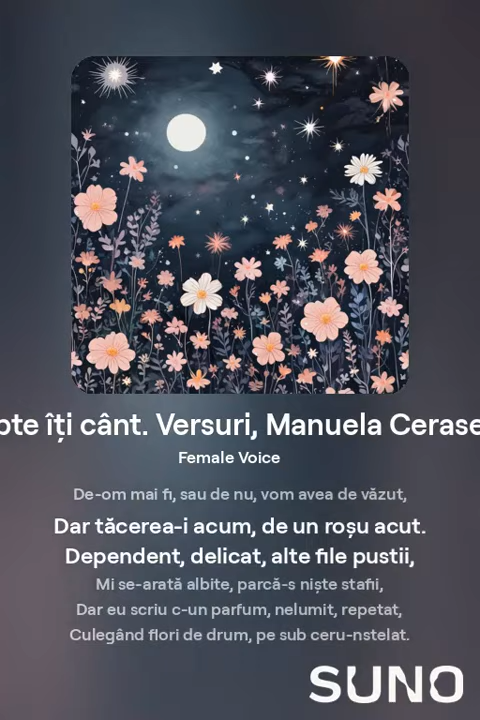 îți cânt. Versuri, Manuela
Female Voice
De-om mai fi, sau de nu, vom avea de văzut,
Dar tăcerea-i acum, de un roșu acut.
Dependent, delicat, alte file pustii,
Mi se-arată albite, parcă-s niște stafii,
Dar eu scriu c-un parfum, nelumit, repetat,
Culegând flori de drum, pe sub ceru-nstelat.
SUNO